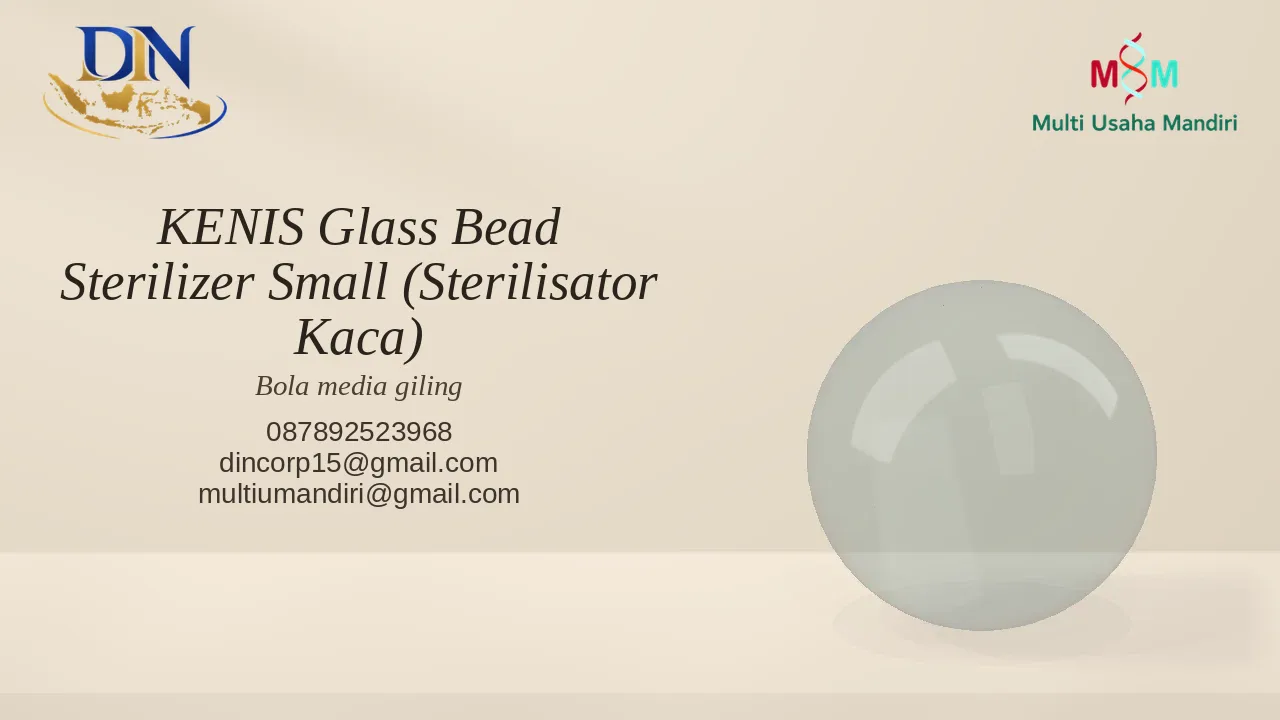 DIN
MSM
Multi Usaha Mandiri
KENIS Glass Bead
Sterilizer Small (Sterilisator
Kaca)
Bola media giling
087892523968
dincorp15@gmail.com
multiumandiri@gmail.com